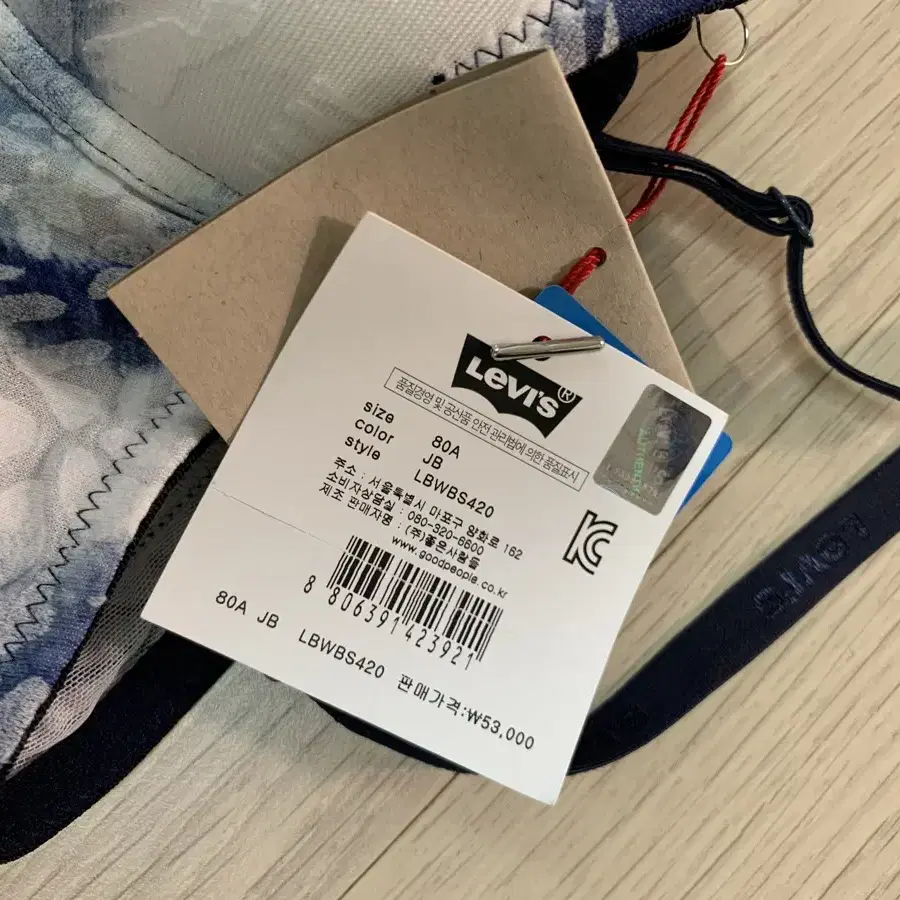 Levi's®
품질경영 및 공산품 안전 관리법에 의한 품질표시
size 80A
color JB
style LBWBS420
주소 : 서울특별시 마포구 양화로 162
소비자상담실 : 080-320-6600
제조 판매자명 : (주)좋은사람들
www.goodpeople.co.kr
8 806391 423921
80A JB LBWBS420 판매가격:₩53,000